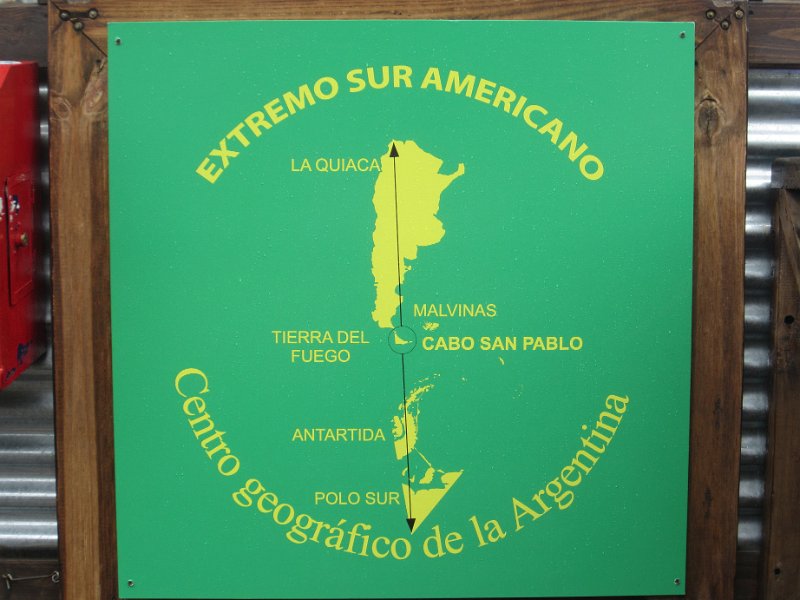 EXTREMO SUR AMERICANO
LA QUIACA
MALVINAS
TIERRA DEL
FUEGO
CABO SAN PABLO
ANTARTIDA
POLO SUR
Centro geográfico de la Argentina